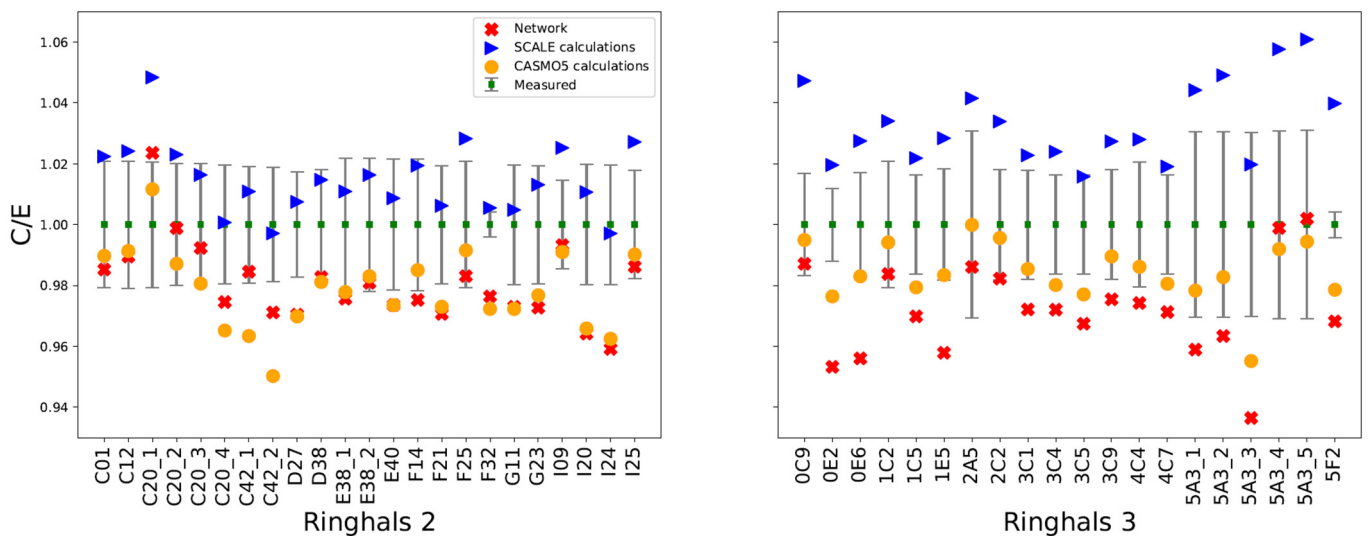 C/E
1.06
1.04
1.02
1.00
0.98
0.96
0.94
Network
SCALE calculations
CASMO5 calculations
Measured
C01
C12
C20_1
C20_2
C20_3
C20_4
C42_1
C42_2
D27
D38
E38_1
E38_2
E40
F14
F21
F25
F32
G11
G23
I09
I20
I24
I25
Ringhals 2
0C9
0E2
0E6
1C2
1C5
1E5
2A5
2C2
3C1
3C4
3C5
3C9
4C4
4C7
5A3_1
5A3_2
5A3_3
5A3_4
5A3_5
5F2
Ringhals 3